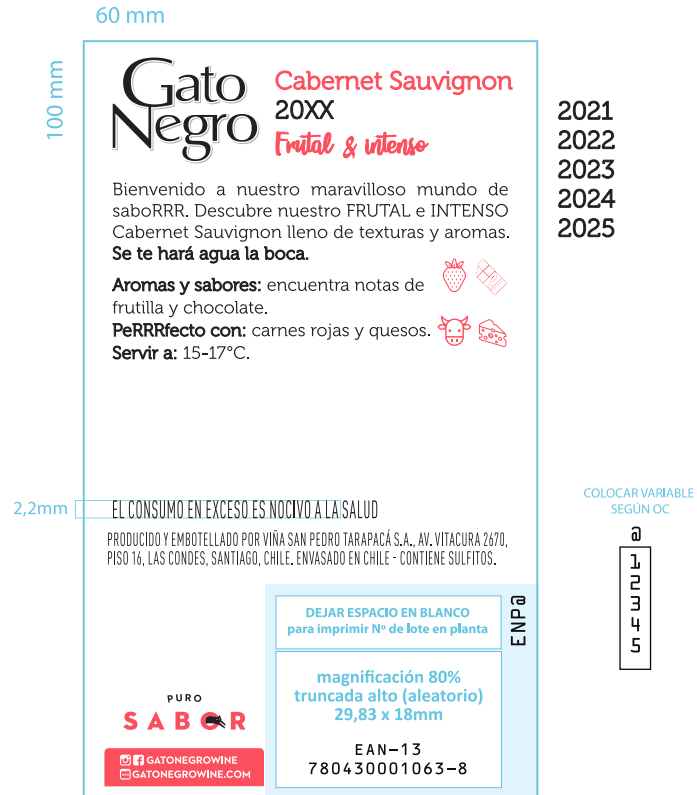 60 mm
100 mm
Gato
Negro
Cabernet Sauvignon
20XX
Frutal & intenso
2021
2022
2023
2024
2025
Bienvenido a nuestro maravilloso mundo de
saboRRR. Descubre nuestro FRUTAL e INTENSO
Cabernet Sauvignon lleno de texturas y aromas.
Se te hará agua la boca.
Aromas y sabores: encuentra notas de
frutilla y chocolate.
PeRRRfecto con: carnes rojas y quesos.
Servir a: 15-17°C.
2,2mm
EL CONSUMO EN EXCESO ES NOCIVO A LA SALUD
PRODUCIDO Y EMBOTELLADO POR VIÑA SAN PEDRO TARAPACÁ S.A., AV. VITACURA 2670,
PISO 16, LAS CONDES, SANTIAGO, CHILE. ENVASADO EN CHILE - CONTIENE SULFITOS.
COLOCAR VARIABLE
SEGÚN OC
@
1
2
3
4
5
DEJAR ESPACIO EN BLANCO
para imprimir Nº de lote en planta
ENP@
magnificación 80%
truncada alto (aleatorio)
29,83 x 18mm
EAN-13
780430001063-8
PURO
SABOR
GATONEGROWINE
GATONEGROWINE.COM